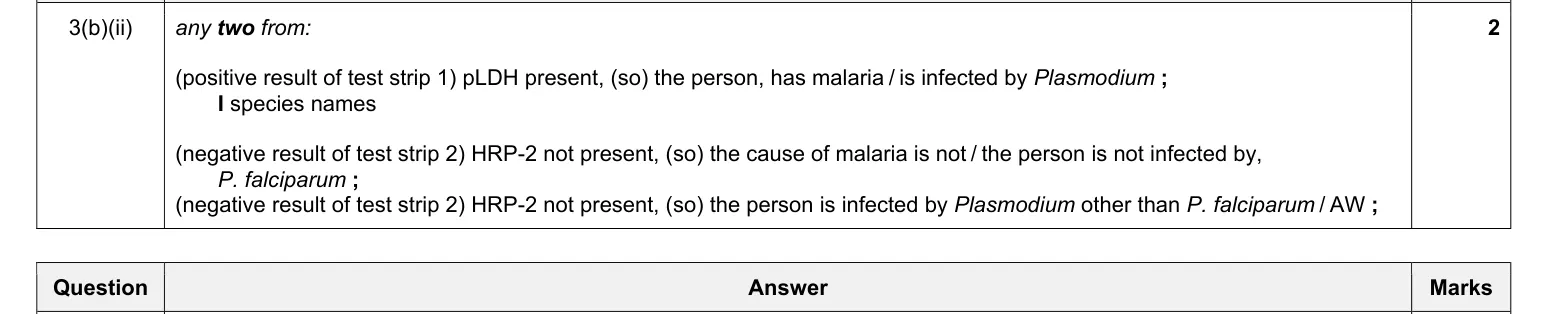 3(b)(ii) any two from: 2
(positive result of test strip 1) pLDH present, (so) the person, has malaria / is infected by Plasmodium ;
I species names
(negative result of test strip 2) HRP-2 not present, (so) the cause of malaria is not / the person is not infected by,
P. falciparum ;
(negative result of test strip 2) HRP-2 not present, (so) the person is infected by Plasmodium other than P. falciparum / AW ;
Question Answer Marks